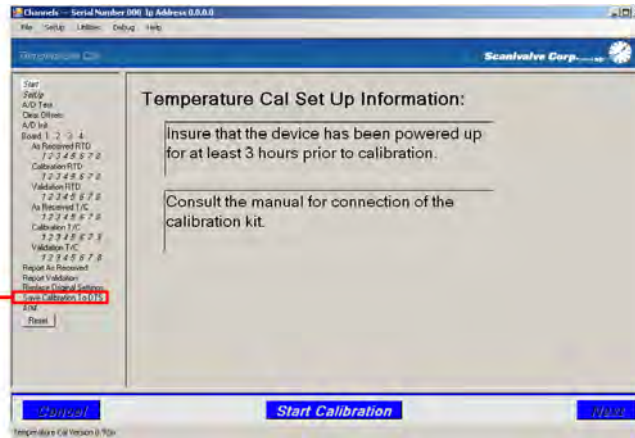 Channels -- Serial Number 000 Ip Address 0.0.0.0
File Setup Utilities Debug Help
Temperature Cal
Scanivalve Corp.
Start
SetUp
A/D Test
Clear Offsets
A/D Init
Board 1 2 3 4
As Received RTD
1 2 3 4 5 6 7 8
Calibration RTD
1 2 3 4 5 6 7 8
Validation RTD
1 2 3 4 5 6 7 8
As Received T/C
1 2 3 4 5 6 7 8
Calibration T/C
1 2 3 4 5 6 7 8
Validation T/C
1 2 3 4 5 6 7 8
Report As Received
Report Validation
Replace Original Settings
Save Calibration To DTS
End
Reset
Temperature Cal Set Up Information:
Insure that the device has been powered up
for at least 3 hours prior to calibration.
Consult the manual for connection of the
calibration kit.
Cancel
Start Calibration
Next
Temperature Cal Version